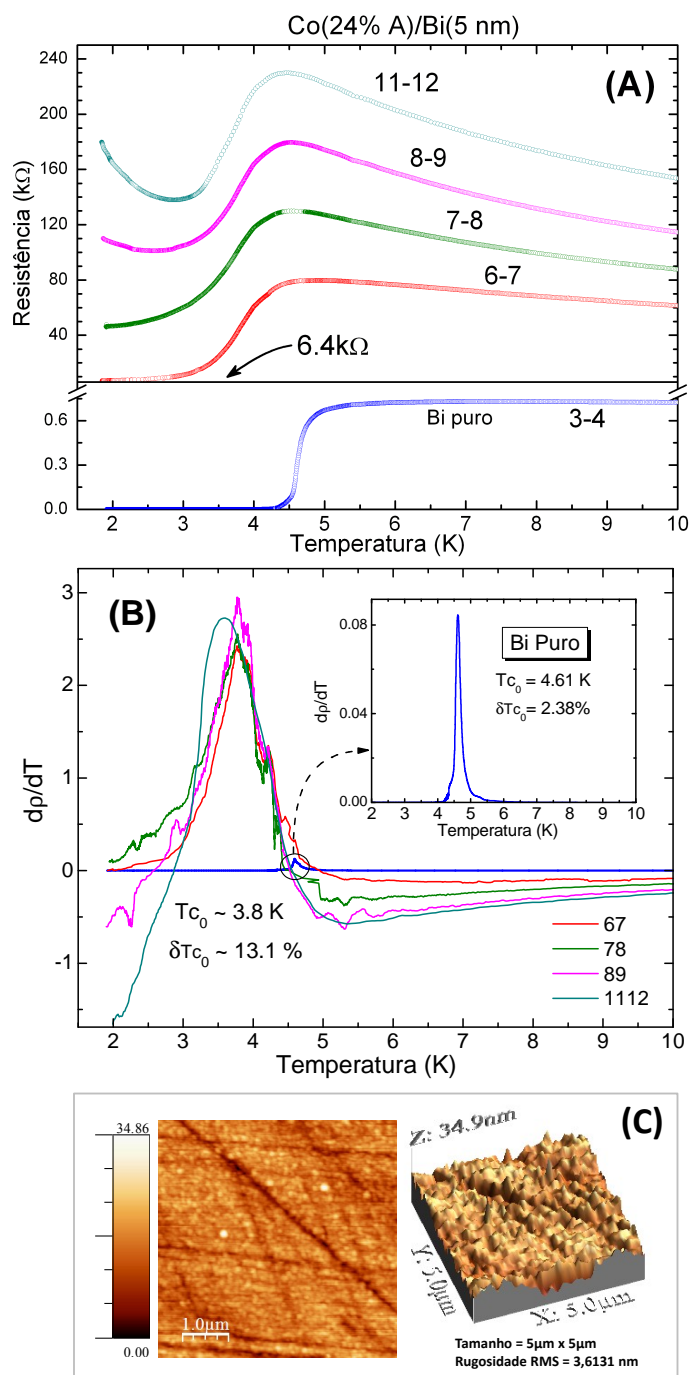 Co(24% A)/Bi(5 nm)
(A)
Resistência (kΩ)
240
200
160
120
80
40
0.6
0.3
0.0
11-12
8-9
7-8
6-7
6.4kΩ
Bi puro
3-4
2 3 4 5 6 7 8 9 10
Temperatura (K)
(B)
dρ/dT
3
2
1
0
-1
0.08
0.04
0.00
dρ/dT
Bi Puro
Tc0 = 4.61 K
δTc0= 2.38%
2 3 4 5 6 7 8 9 10
Temperatura (K)
Tc0 ~ 3.8 K
δTc0 ~ 13.1 %
67
78
89
1112
2 3 4 5 6 7 8 9 10
Temperatura (K)
(C)
34.86
0.00
1.0µm
Z: 34.9nm
Y: 5.0µm
X: 5.0µm
Tamanho = 5µm x 5µm
Rugosidade RMS = 3,6131 nm